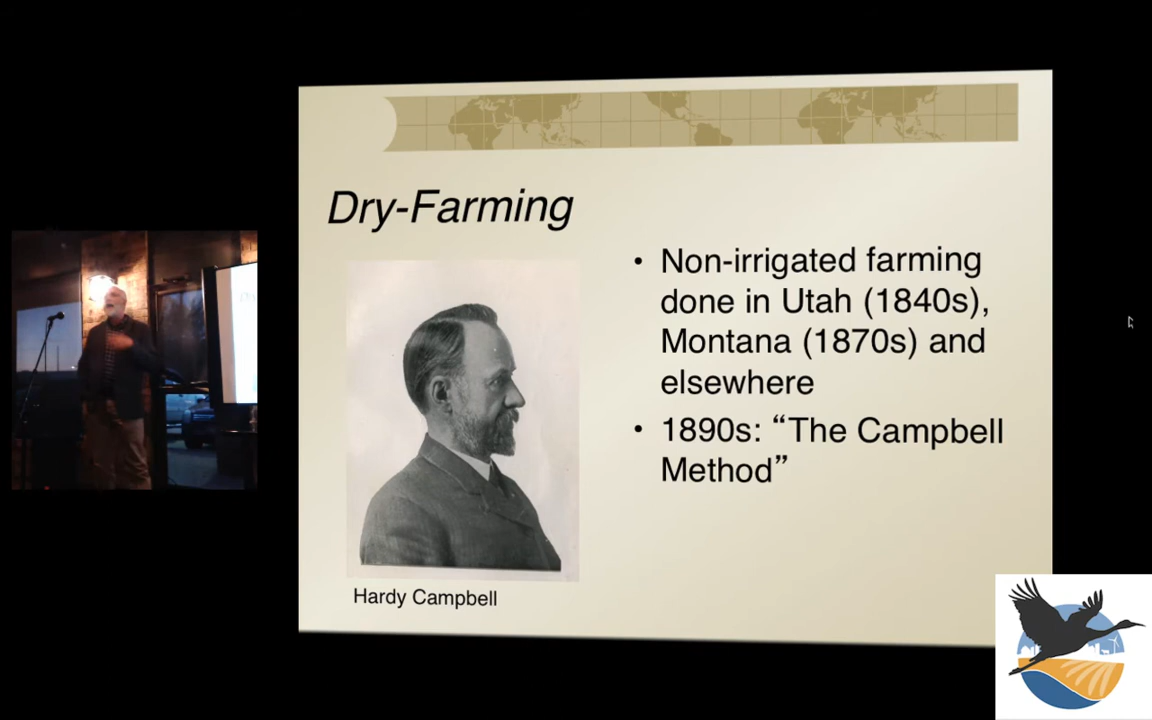 Dry-Farming
• Non-irrigated farming
done in Utah (1840s),
Montana (1870s) and
elsewhere
• 1890s: “The Campbell
Method”
Hardy Campbell